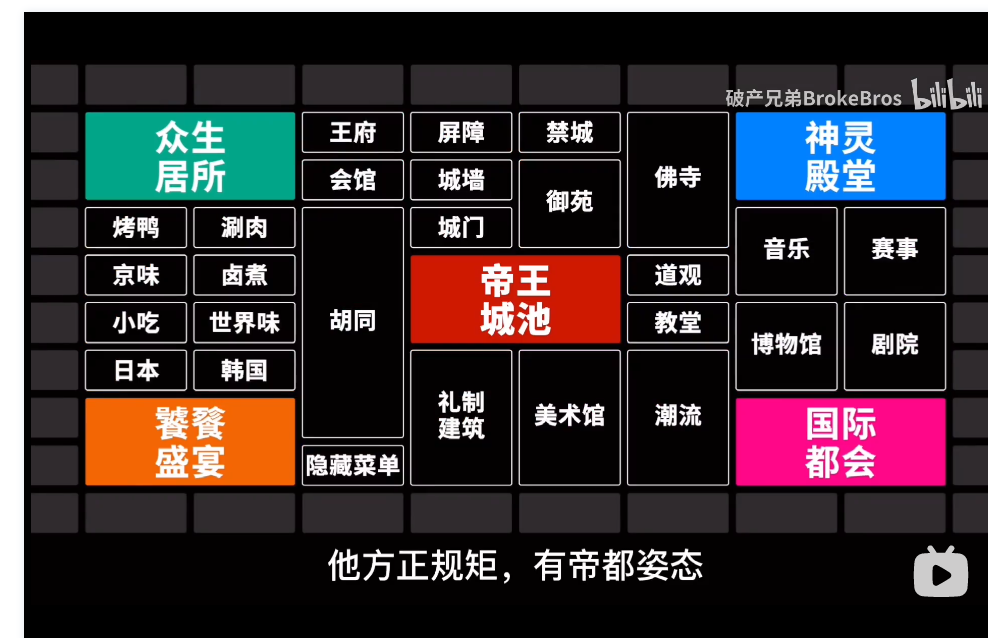 破产兄弟BrokeBros bilibili
众生
居所
王府
屏障
禁城
神灵
殿堂
会馆
城墙
御苑
佛寺
烤鸭
涮肉
城门
音乐
赛事
京味
卤煮
胡同
帝王
城池
道观
小吃
世界味
教堂
博物馆
剧院
日本
韩国
礼制
建筑
美术馆
潮流
饕餮
盛宴
国际
都会
隐藏菜单
他方正规矩，有帝都姿态